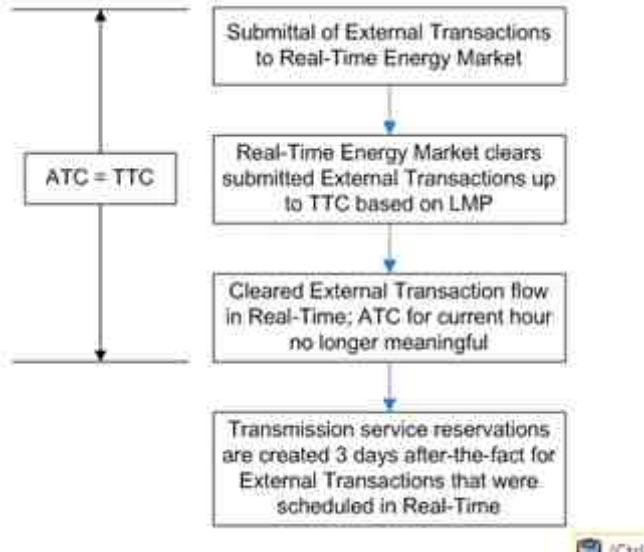 Submittal of External Transactions
to Real-Time Energy Market
ATC = TTC
Real-Time Energy Market clears
submitted External Transactions up
to TTC based on LMP
Cleared External Transaction flow
in Real-Time; ATC for current hour
no longer meaningful
Transmission service reservations
are created 3 days after-the-fact for
External Transactions that were
scheduled in Real-Time